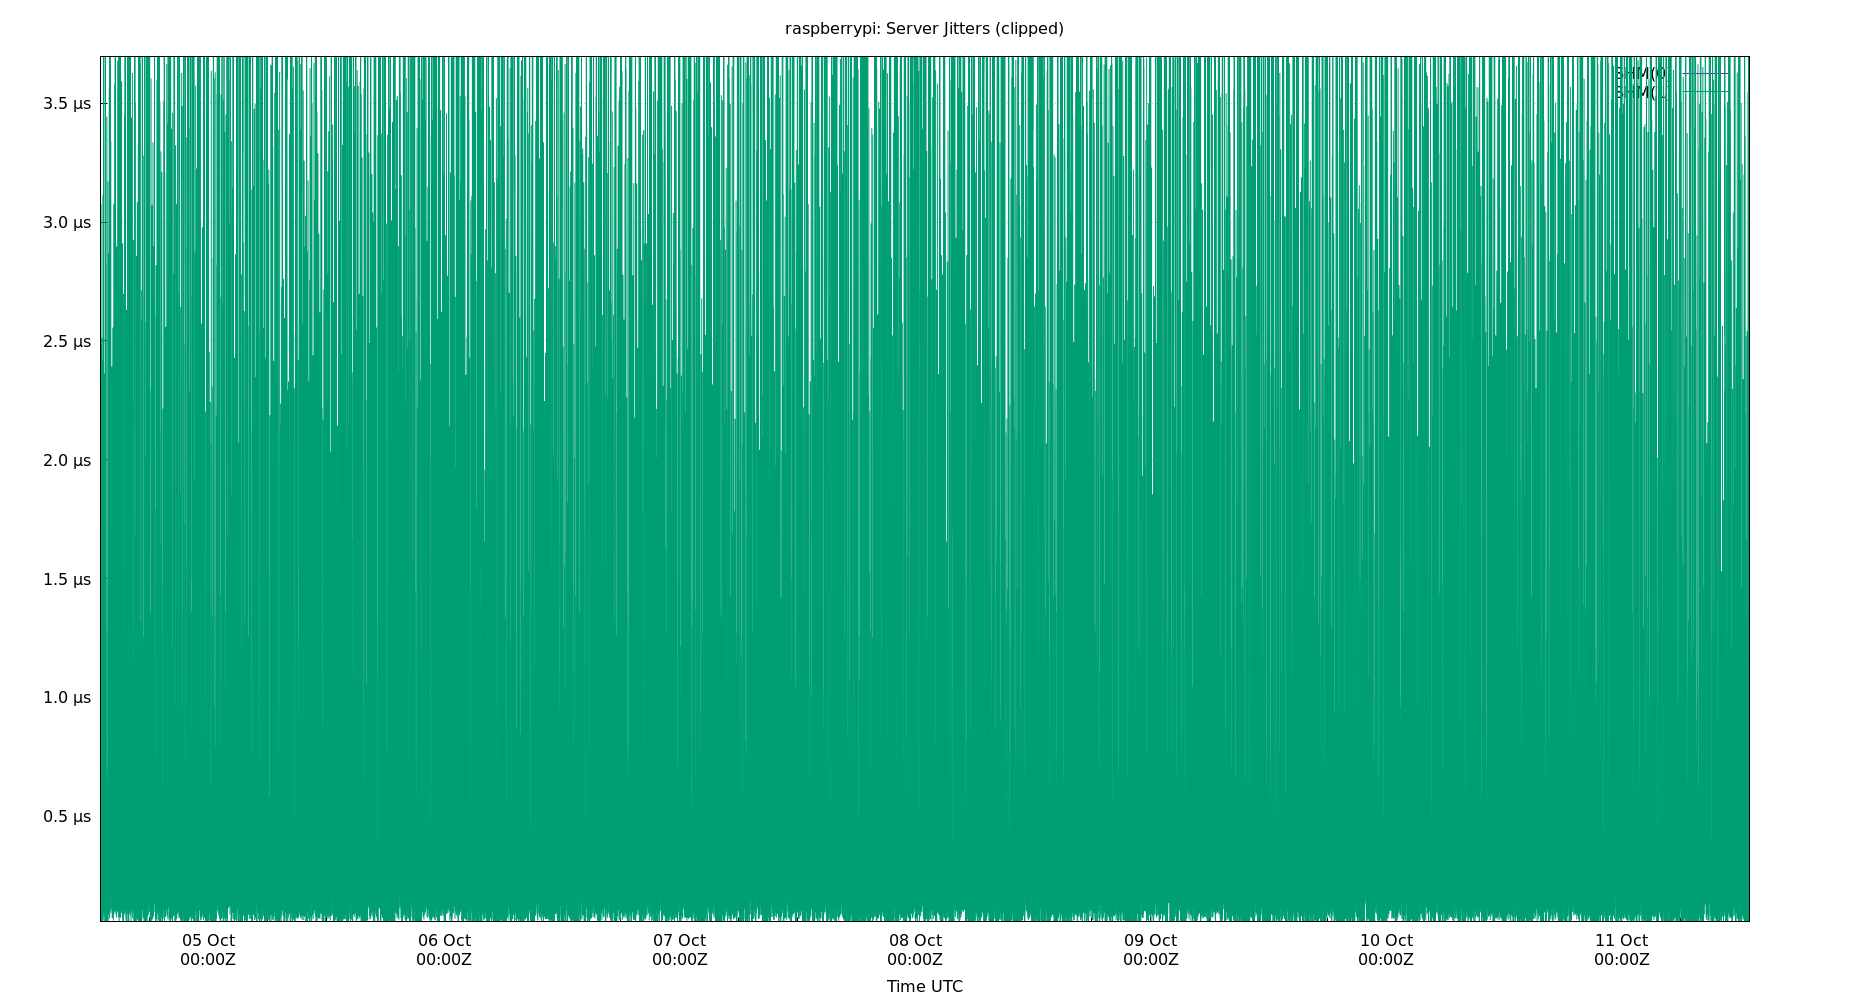 raspberrypi: Server Jitters (clipped)
3.5 µs
3.0 µs
2.5 µs
2.0 µs
1.5 µs
1.0 µs
0.5 µs
05 Oct 06 Oct 07 Oct 08 Oct 09 Oct 10 Oct 11 Oct
00:00Z 00:00Z 00:00Z 00:00Z 00:00Z 00:00Z 00:00Z
Time UTC